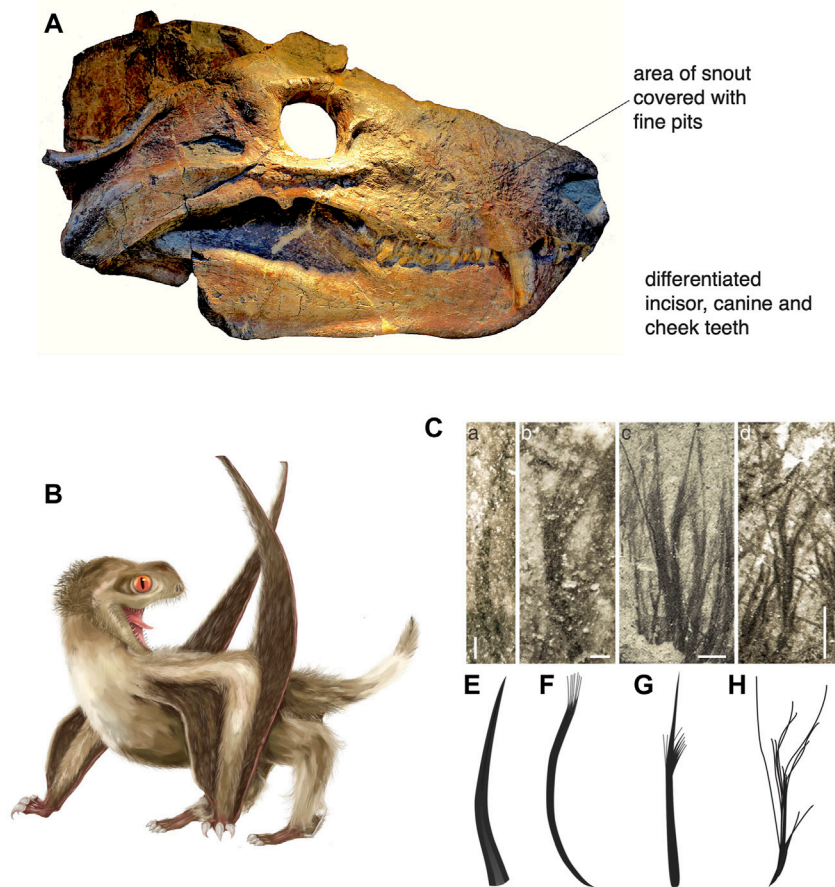 A
area of snout
covered with
fine pits
differentiated
incisor, canine and
cheek teeth
B
C
a
b
c
d
E
F
G
H